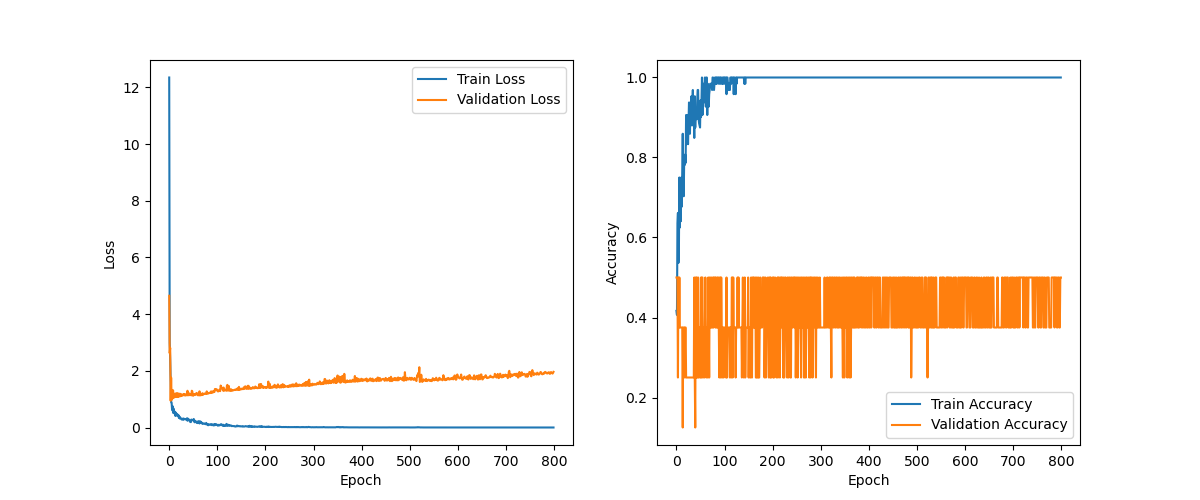 12
10
8
6
4
2
0
Loss
0 100 200 300 400 500 600 700 800
Epoch
Train Loss
Validation Loss
1.0
0.8
0.6
0.4
0.2
Accuracy
0 100 200 300 400 500 600 700 800
Epoch
Train Accuracy
Validation Accuracy